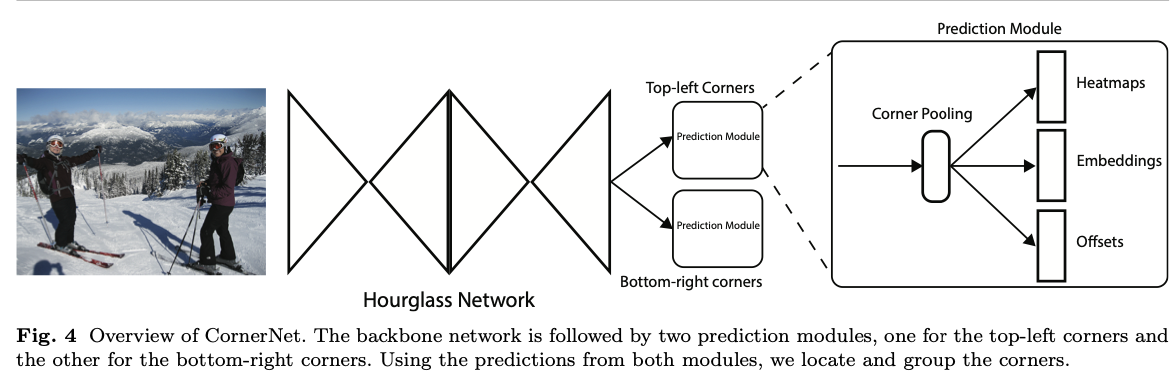 Prediction Module
Top-left Corners
Prediction Module
Prediction Module
Bottom-right corners
Corner Pooling
Heatmaps
Embeddings
Offsets
Hourglass Network
Fig. 4 Overview of CornerNet. The backbone network is followed by two prediction modules, one for the top-left corners and
the other for the bottom-right corners. Using the predictions from both modules, we locate and group the corners.